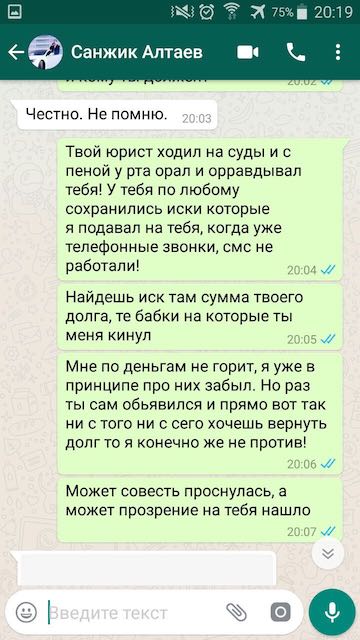 75% 20:19
Санжик Алтаев
20:02
Честно. Не помню. 20:03
Твой юрист ходил на суды и с
пеной у рта орал и орравдывал
тебя! У тебя по любому
сохранились иски которые
я подавал на тебя, когда уже
телефонные звонки, смс не
работали!
20:04
Найдешь иск там сумма твоего
долга, те бабки на которые ты
меня кинул
20:05
Мне по деньгам не горит, я уже в
принципе про них забыл. Но раз
ты сам обьявился и прямо вот так
ни с того ни с сего хочешь вернуть
долг то я конечно же не против!
20:06
Может совесть проснулась, а
может прозрение на тебя нашло
20:07
Введите текст